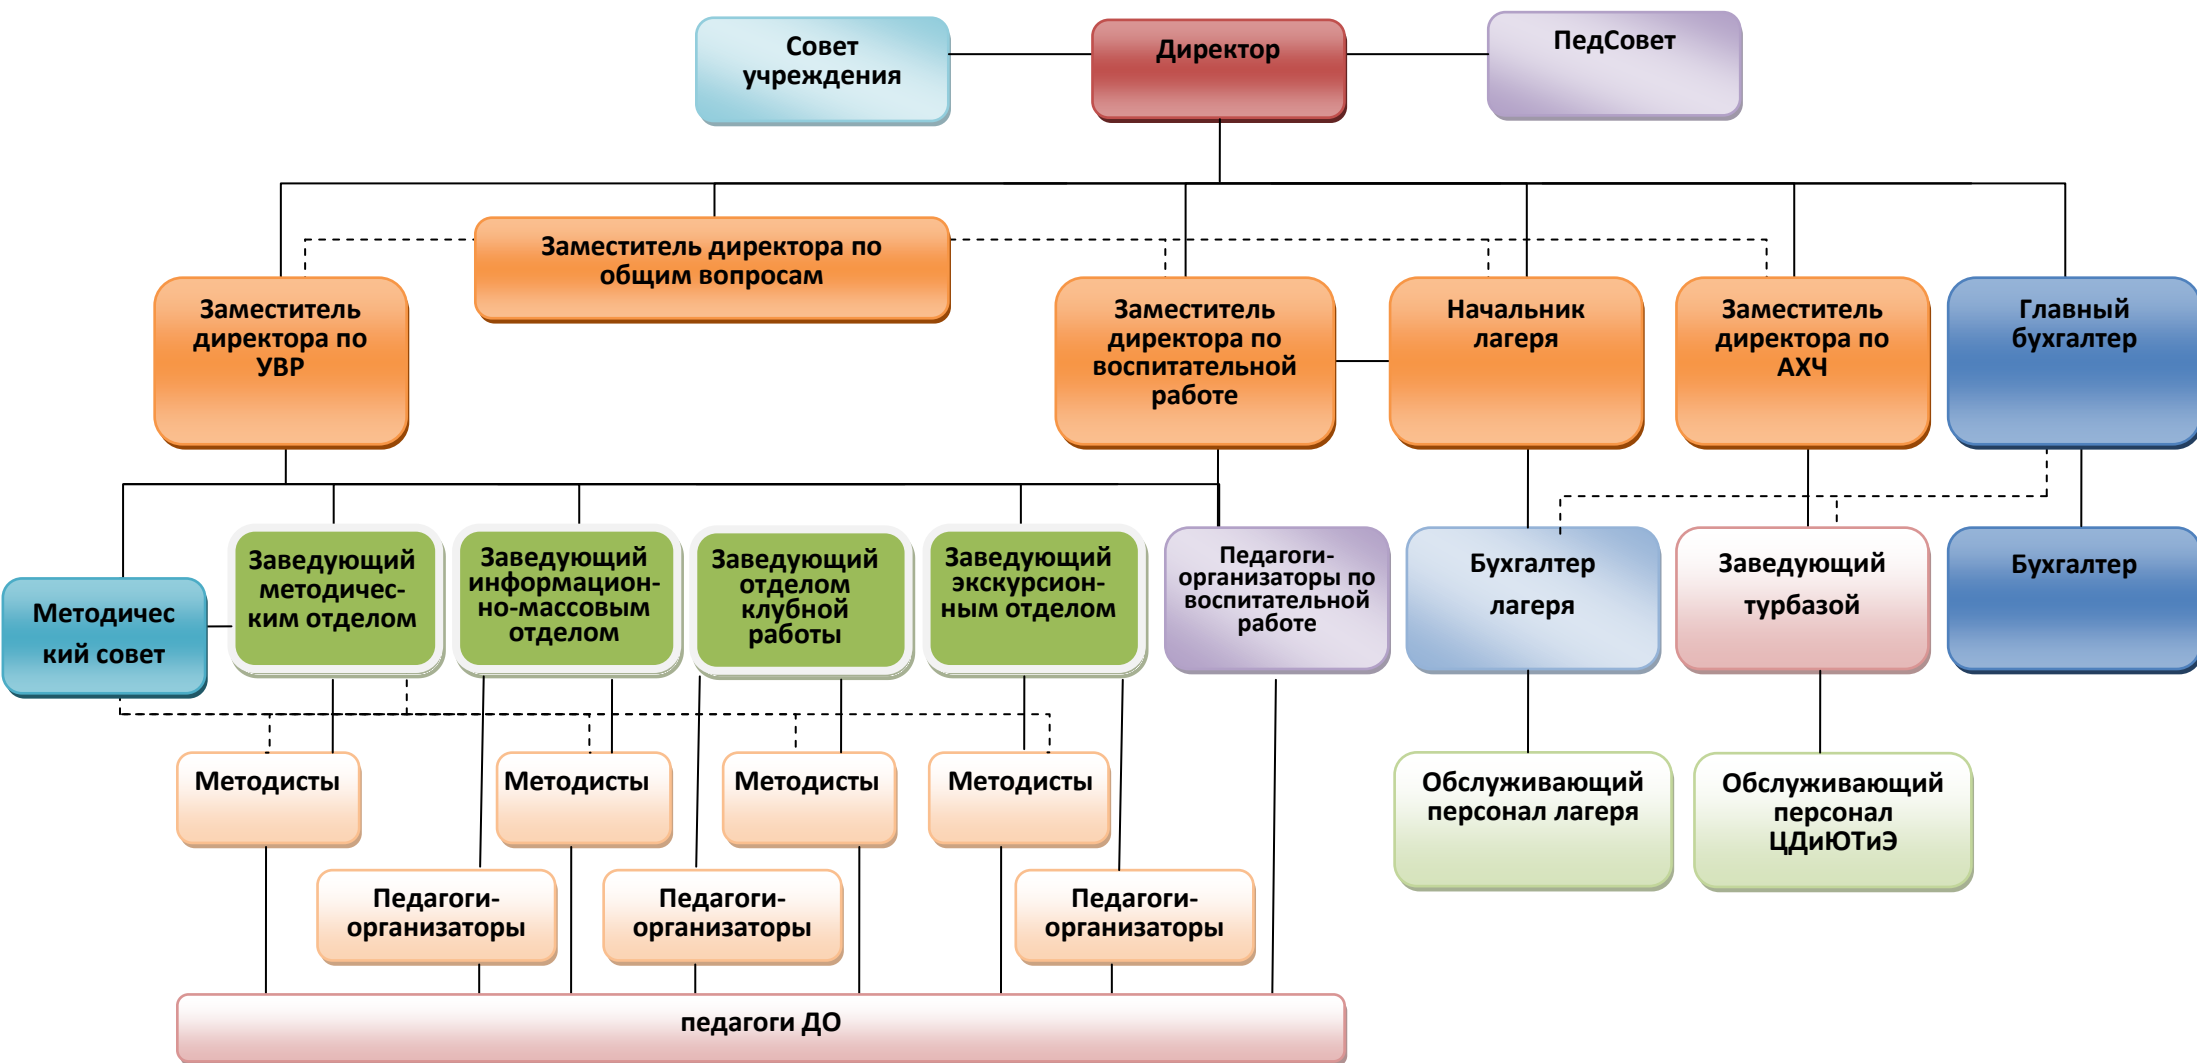 Совет
учреждения
Директор
ПедСовет
Заместитель директора по
общим вопросам
Заместитель
директора по
УВР
Заместитель
директора по
воспитательной
работе
Начальник
лагеря
Заместитель
директора по
АХЧ
Главный
бухгалтер
Методичес
кий совет
Заведующий
методичес-
ким отделом
Заведующий
информацион-
но-массовым
отделом
Заведующий
отделом
клубной
работы
Заведующий
экскурсион-
ным отделом
Педагоги-
организаторы по
воспитательной
работе
Бухгалтер
лагеря
Заведующий
турбазой
Бухгалтер
Методисты
Методисты
Методисты
Методисты
Обслуживающий
персонал лагеря
Обслуживающий
персонал
ЦДиЮТиЭ
Педагоги-
организаторы
Педагоги-
организаторы
Педагоги-
организаторы
педагоги ДО